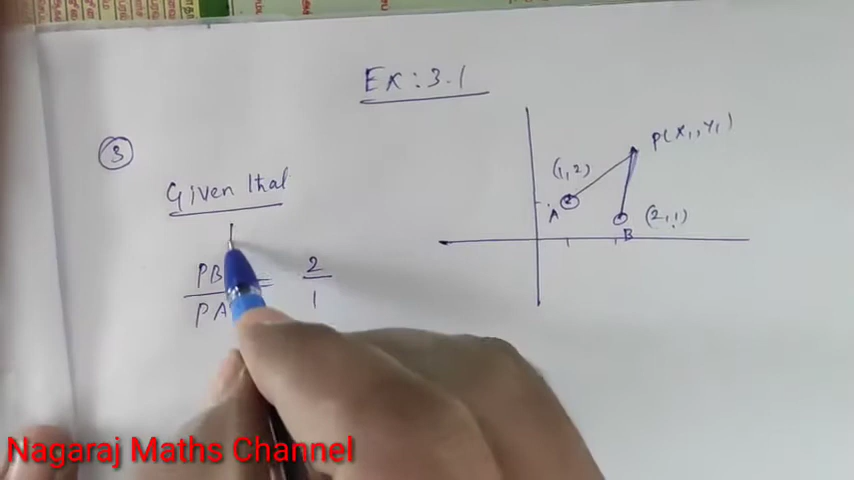 Ex: 3.1
3
Given that
PB = 2
PA 1
P(x1, y1)
(1, 2)
A
B
(2, 1)
Nagaraj Maths Channel